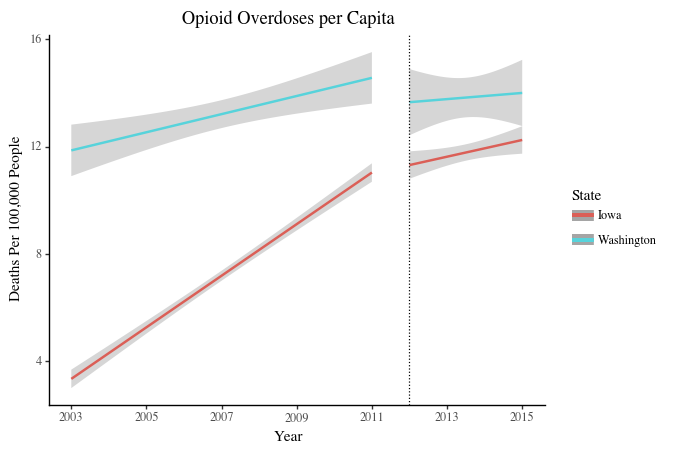 Opioid Overdoses per Capita
Deaths Per 100,000 People
16
12
8
4
2003 2005 2007 2009 2011 2013 2015
Year
State
Iowa
Washington